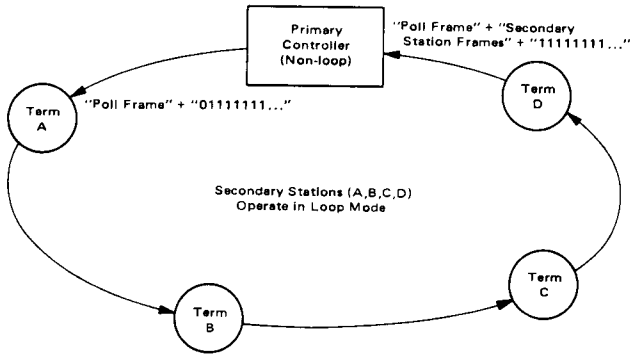 Primary
Controller
(Non-loop)
"Poll Frame" + "Secondary
Station Frames" + "11111111..."
Term
A
"Poll Frame" + "01111111..."
Term
D
Secondary Stations (A,B,C,D)
Operate in Loop Mode
Term
C
Term
B